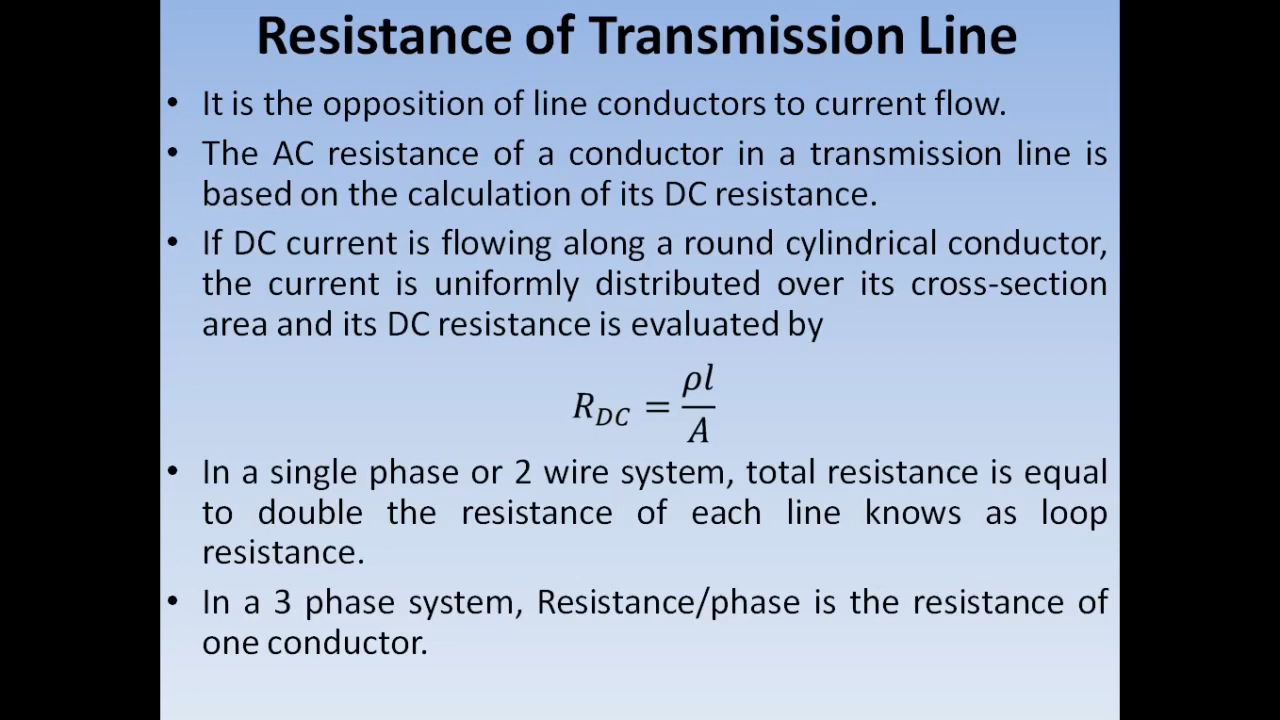 Resistance of Transmission Line
• It is the opposition of line conductors to current flow.
• The AC resistance of a conductor in a transmission line is
based on the calculation of its DC resistance.
• If DC current is flowing along a round cylindrical conductor,
the current is uniformly distributed over its cross-section
area and its DC resistance is evaluated by
R_{DC} = \frac{ρl}{A}
• In a single phase or 2 wire system, total resistance is equal
to double the resistance of each line knows as loop
resistance.
• In a 3 phase system, Resistance/phase is the resistance of
one conductor.